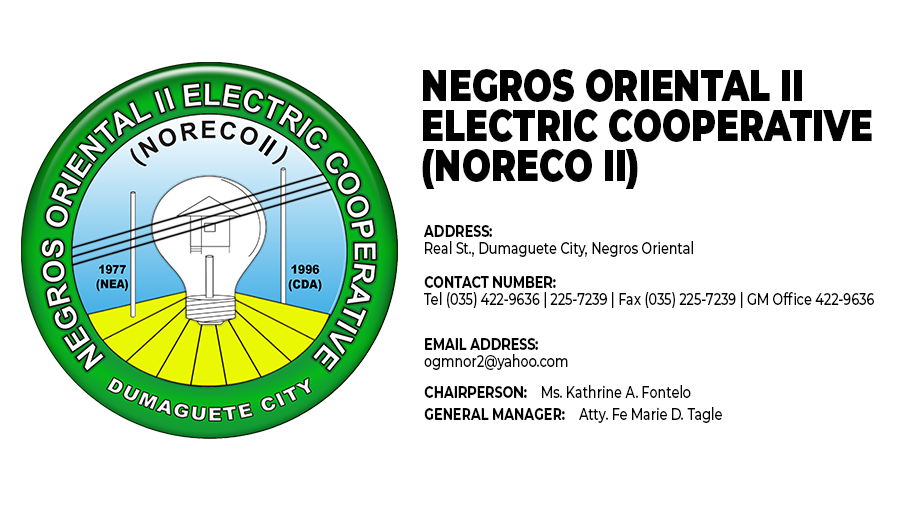 NEGROS ORIENTAL II ELECTRIC COOPERATIVE
(NORECO II)
1977
(NEA)
1996
(CDA)
DUMAGUETE CITY
NEGROS ORIENTAL II
ELECTRIC COOPERATIVE
(NORECO II)
ADDRESS:
Real St., Dumaguete City, Negros Oriental
CONTACT NUMBER:
Tel (035) 422-9636 | 225-7239 | Fax (035) 225-7239 | GM Office 422-9636
EMAIL ADDRESS:
ogmnor2@yahoo.com
CHAIRPERSON: Ms. Kathrine A. Fontelo
GENERAL MANAGER: Atty. Fe Marie D. Tagle